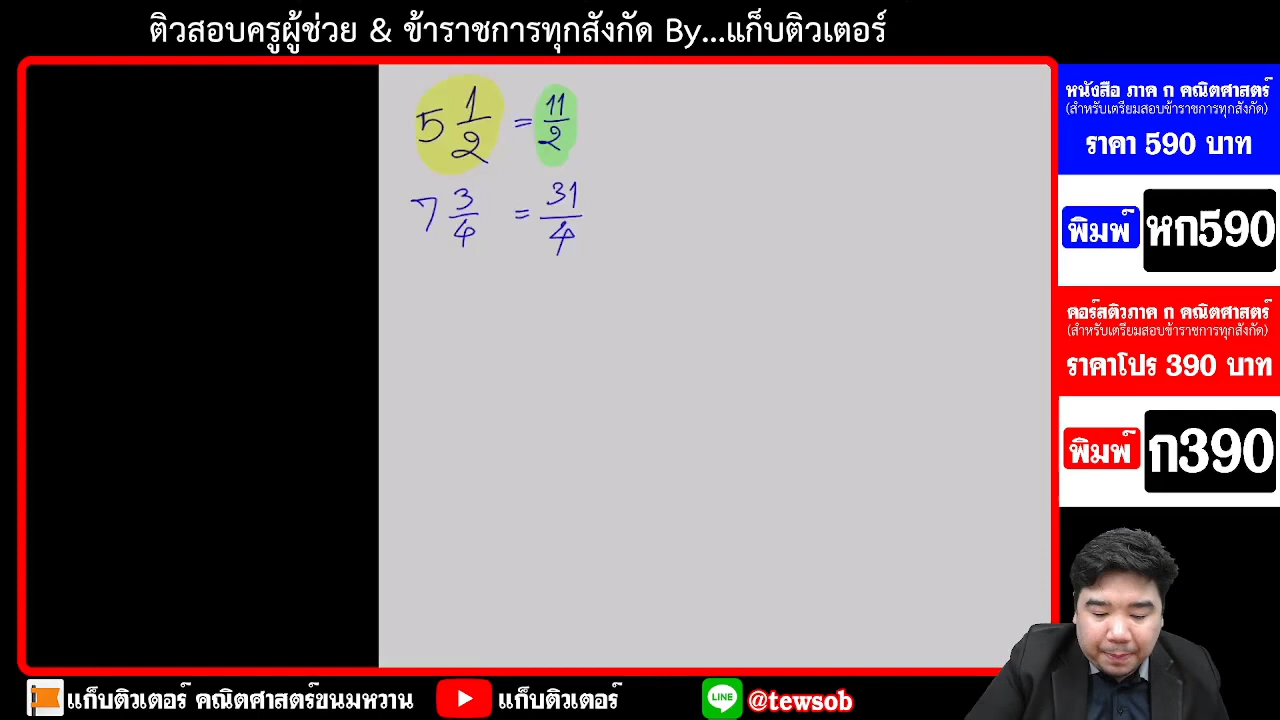 ติวสอบครูผู้ช่วย & ข้าราชการทุกสังกัด By...แก็บติวเตอร์
5 1/2 = 11/2
7 3/4 = 31/4
หนังสือ ภาค ก คณิตศาสตร์
(สำหรับเตรียมสอบข้าราชการทุกสังกัด)
ราคา 590 บาท
พิมพ์ หก590
คอร์สติวภาค ก คณิตศาสตร์
(สำหรับเตรียมสอบข้าราชการทุกสังกัด)
ราคาโปร 390 บาท
พิมพ์ ก390
แก็บติวเตอร์ คณิตศาสตร์ขนมหวาน
แก็บติวเตอร์
LINE @tewsob